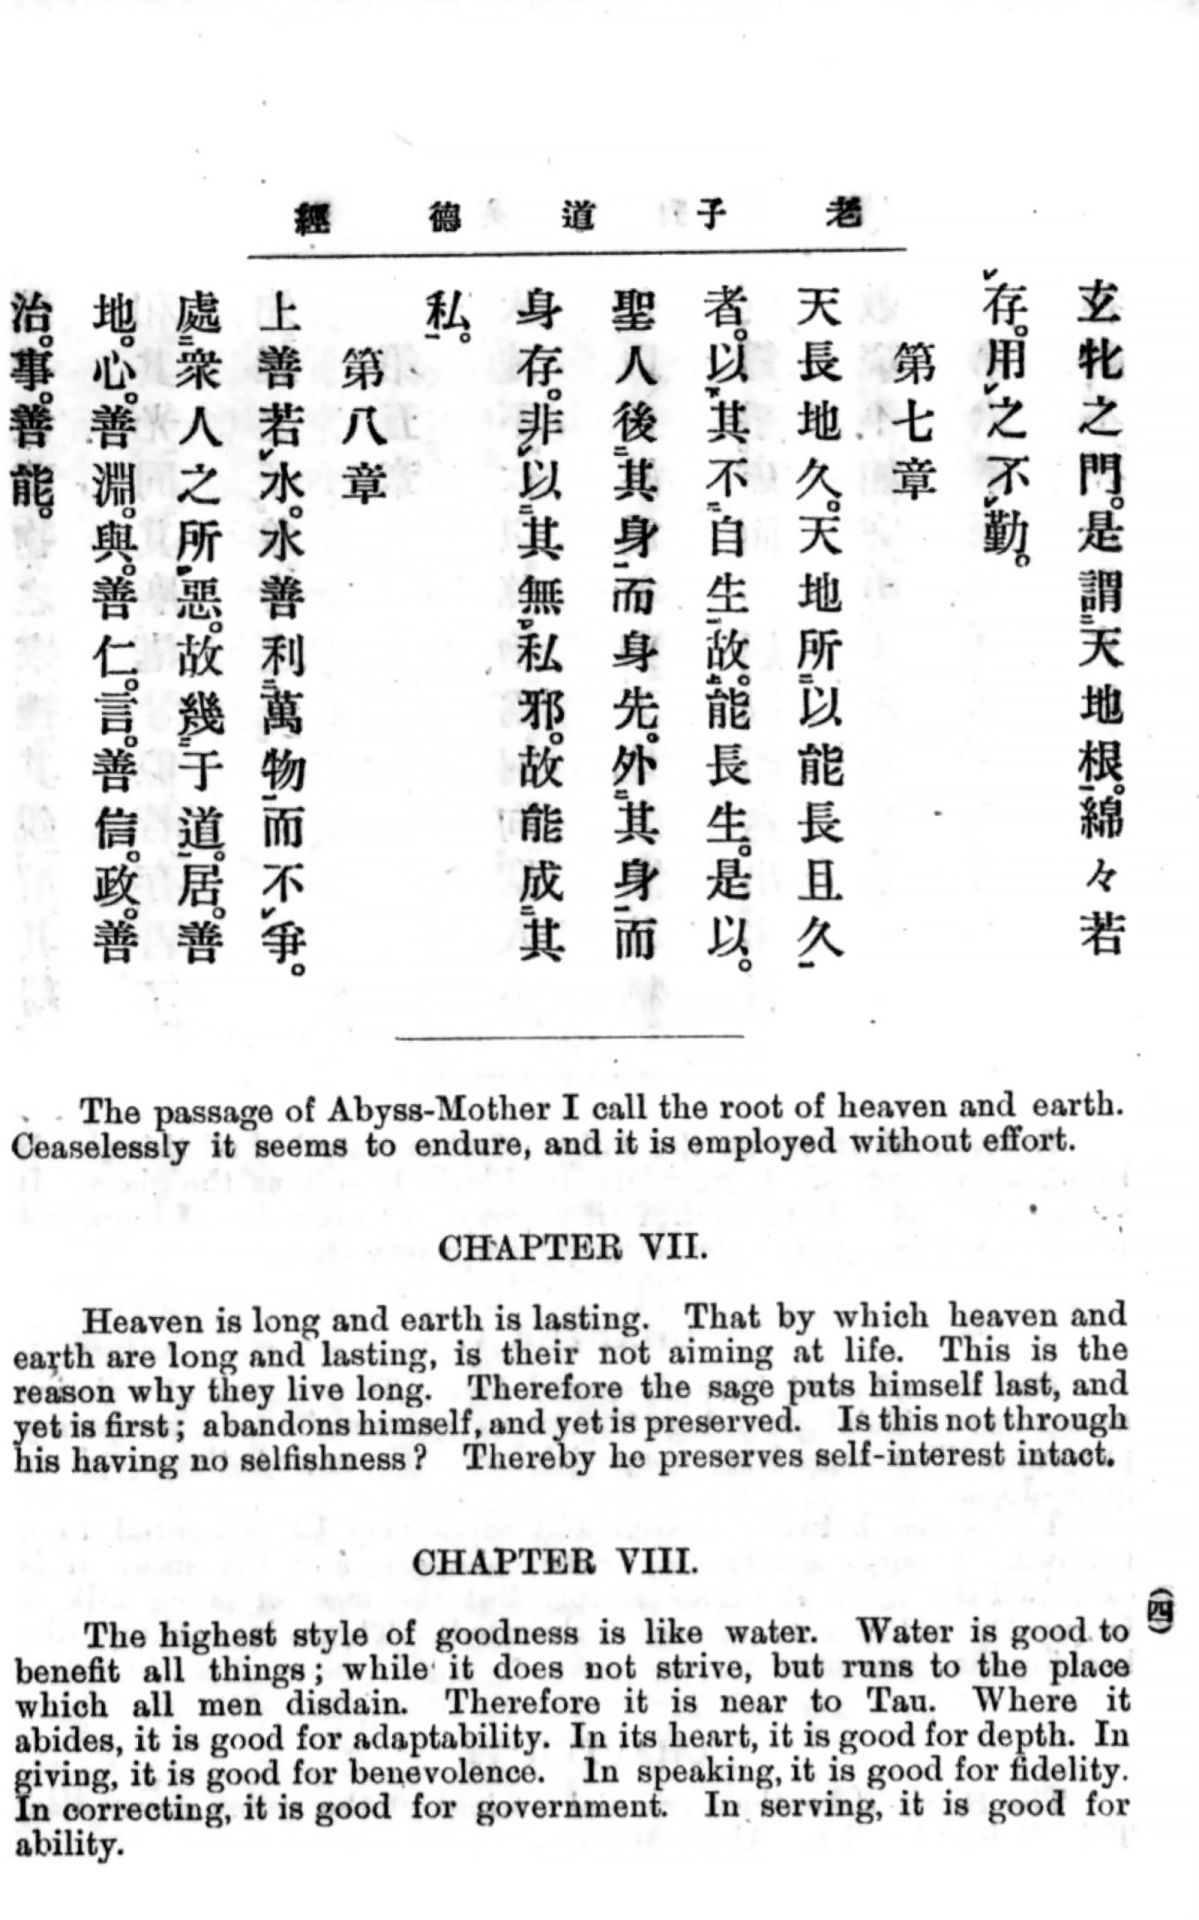 老子道德經
玄牝之門。是謂天地根。綿々若
存。用之不勤。
第七章
天長地久。天地所以能長且久
者。以其不自生故。能長生。是以。
聖人後其身而身先。外其身而
身存。非以其無私邪。故能成其
私。
第八章
上善若水。水善利萬物而不爭。
處衆人之所惡。故幾于道。居。善
地。心。善淵。與。善仁。言。善信。政。善
治。事。善能。
The passage of Abyss-Mother I call the root of heaven and earth.
Ceaselessly it seems to endure, and it is employed without effort.
CHAPTER VII.
Heaven is long and earth is lasting. That by which heaven and
earth are long and lasting, is their not aiming at life. This is the
reason why they live long. Therefore the sage puts himself last, and
yet is first; abandons himself, and yet is preserved. Is this not through
his having no selfishness? Thereby he preserves self-interest intact.
CHAPTER VIII.
The highest style of goodness is like water. Water is good to
benefit all things; while it does not strive, but runs to the place
which all men disdain. Therefore it is near to Tau. Where it
abides, it is good for adaptability. In its heart, it is good for depth. In
giving, it is good for benevolence. In speaking, it is good for fidelity.
In correcting, it is good for government. In serving, it is good for
ability.
(四)